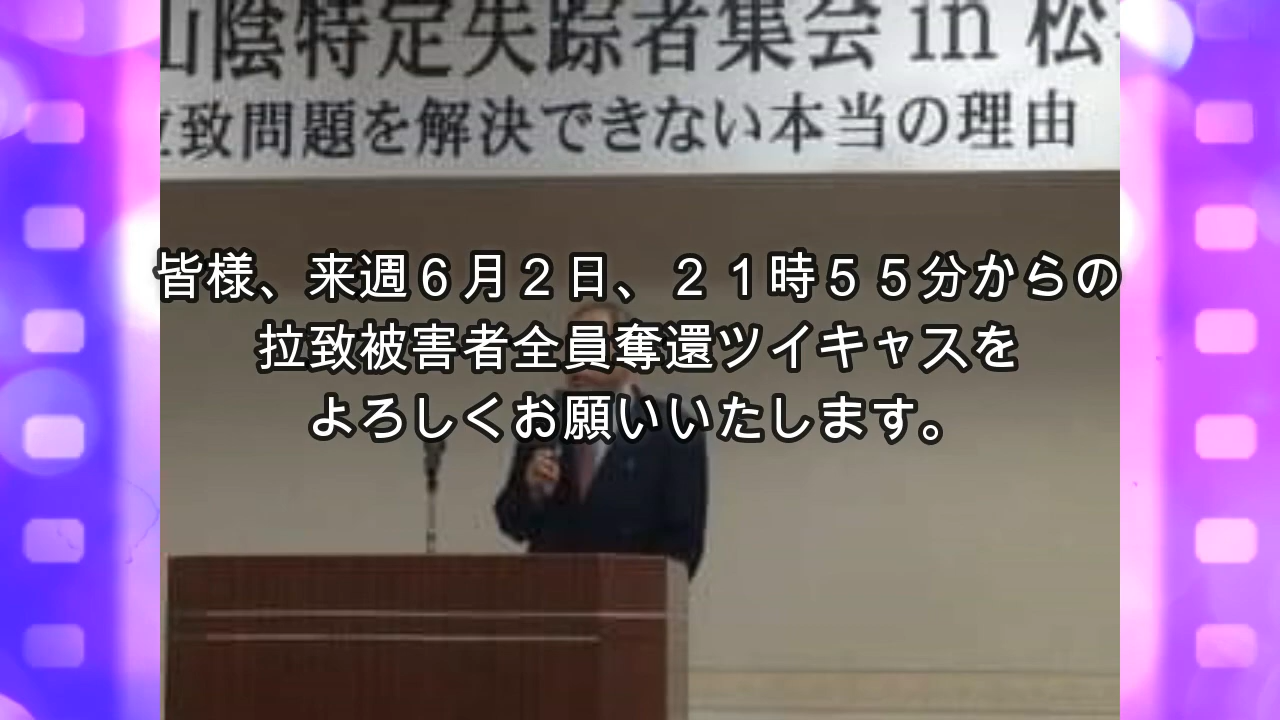 山陰特定失踪者集会 in 松
致問題を解決できない本当の理由
皆様、来週６月２日、２１時５５分からの
拉致被害者全員奪還ツイキャスを
よろしくお願いいたします。